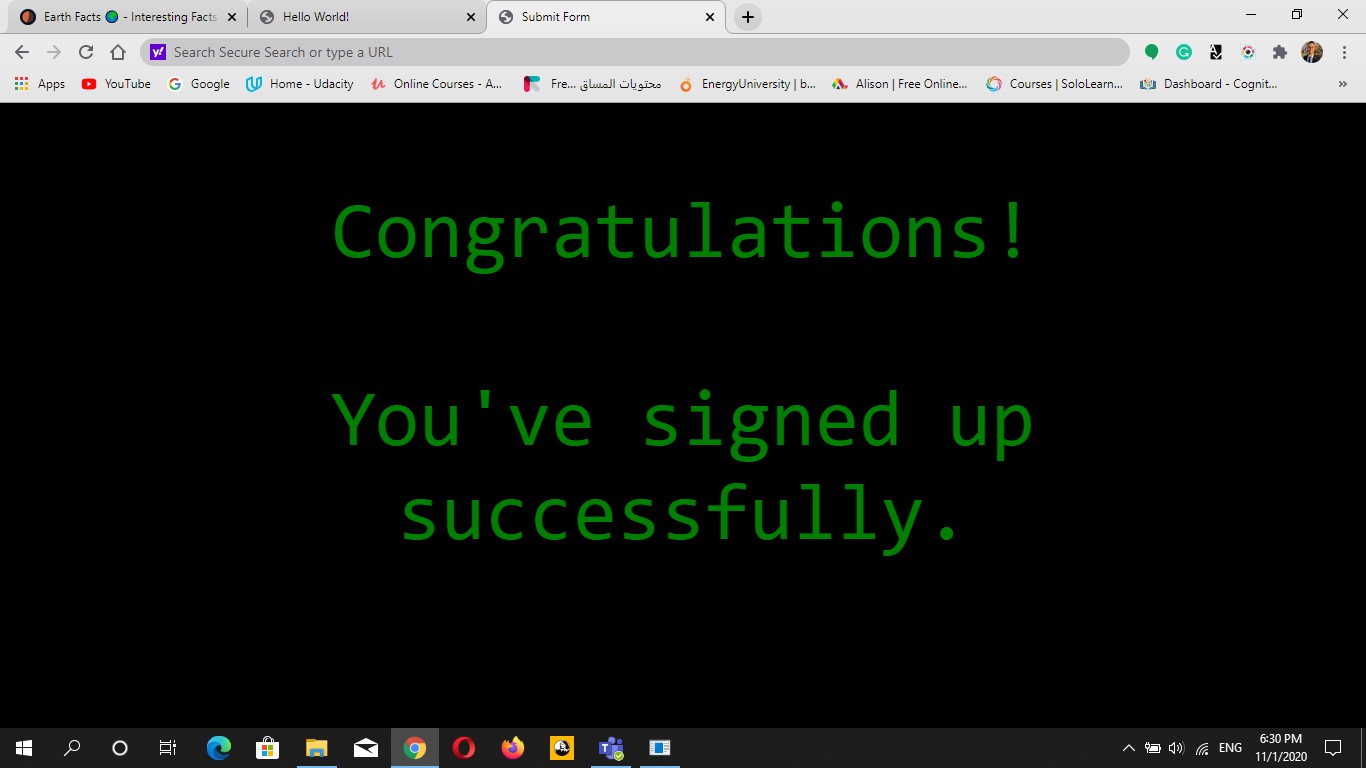 Earth Facts 🌍 - Interesting Facts
Hello World!
Submit Form
Search Secure Search or type a URL
Apps
YouTube
Google
Home - Udacity
Online Courses - A...
Fre... محتويات المساق
EnergyUniversity | b...
Alison | Free Online...
Courses | SoloLearn...
Dashboard - Cognit...
Congratulations!
You've signed up
successfully.
ENG
6:30 PM
11/1/2020